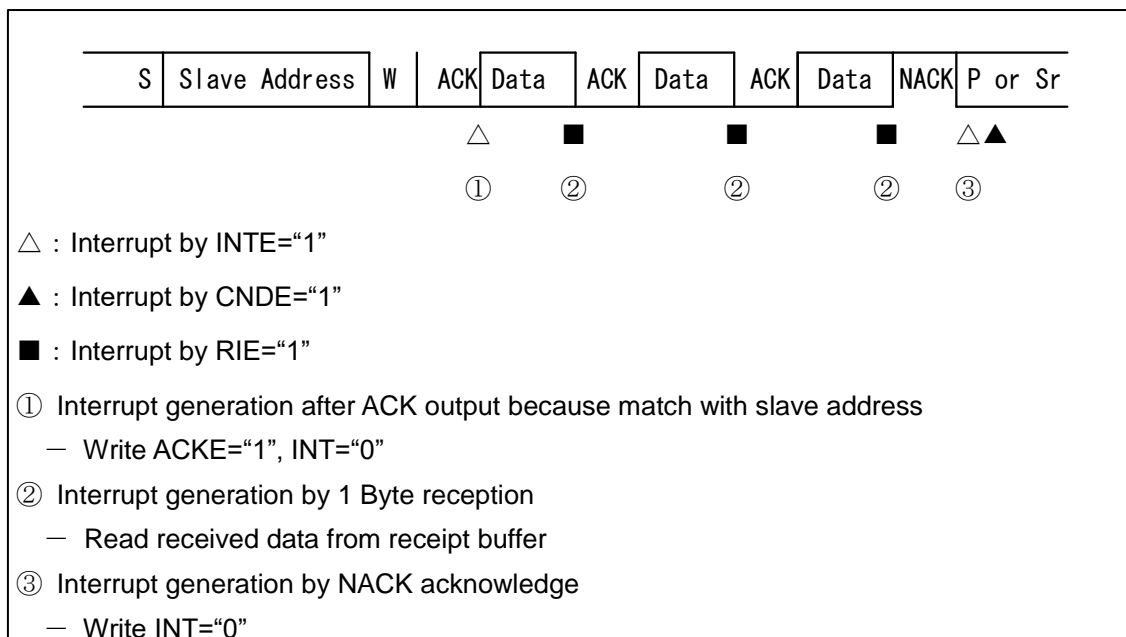 S Slave Address W ACK Data ACK Data ACK Data NACK P or Sr
△ ■ ■ ■ △▲
① ② ② ② ③
△ : Interrupt by INTE=“1”
▲ : Interrupt by CNDE=“1”
■ : Interrupt by RIE=“1”
① Interrupt generation after ACK output because match with slave address
－ Write ACKE=“1”, INT=“0”
② Interrupt generation by 1 Byte reception
－ Read received data from receipt buffer
③ Interrupt generation by NACK acknowledge
－ Write INT=“0”